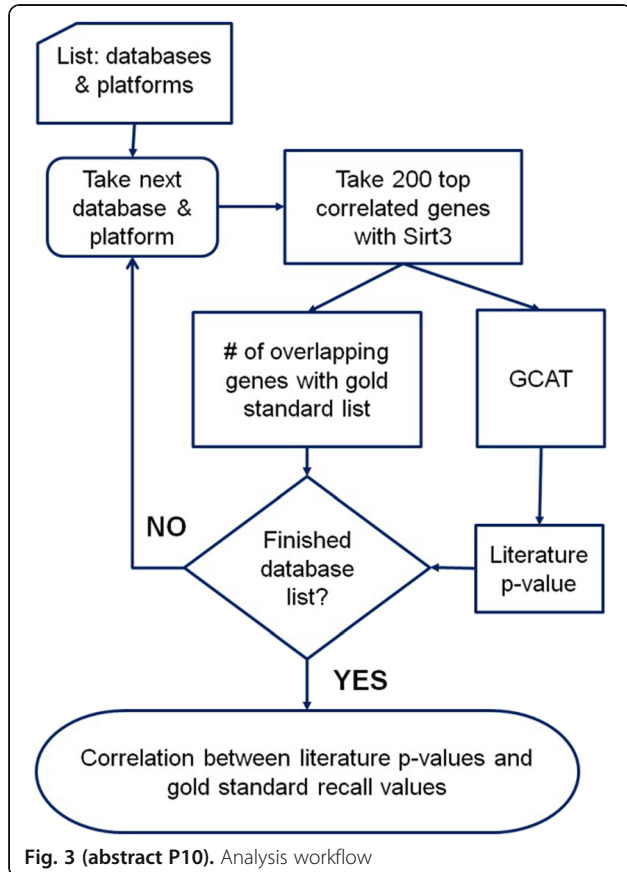 List: databases
& platforms
Take next
database &
platform
Take 200 top
correlated genes
with Sirt3
# of overlapping
genes with gold
standard list
GCAT
NO
Finished
database
list?
Literature
p-value
YES
Correlation between literature p-values and
gold standard recall values
Fig. 3 (abstract P10). Analysis workflow